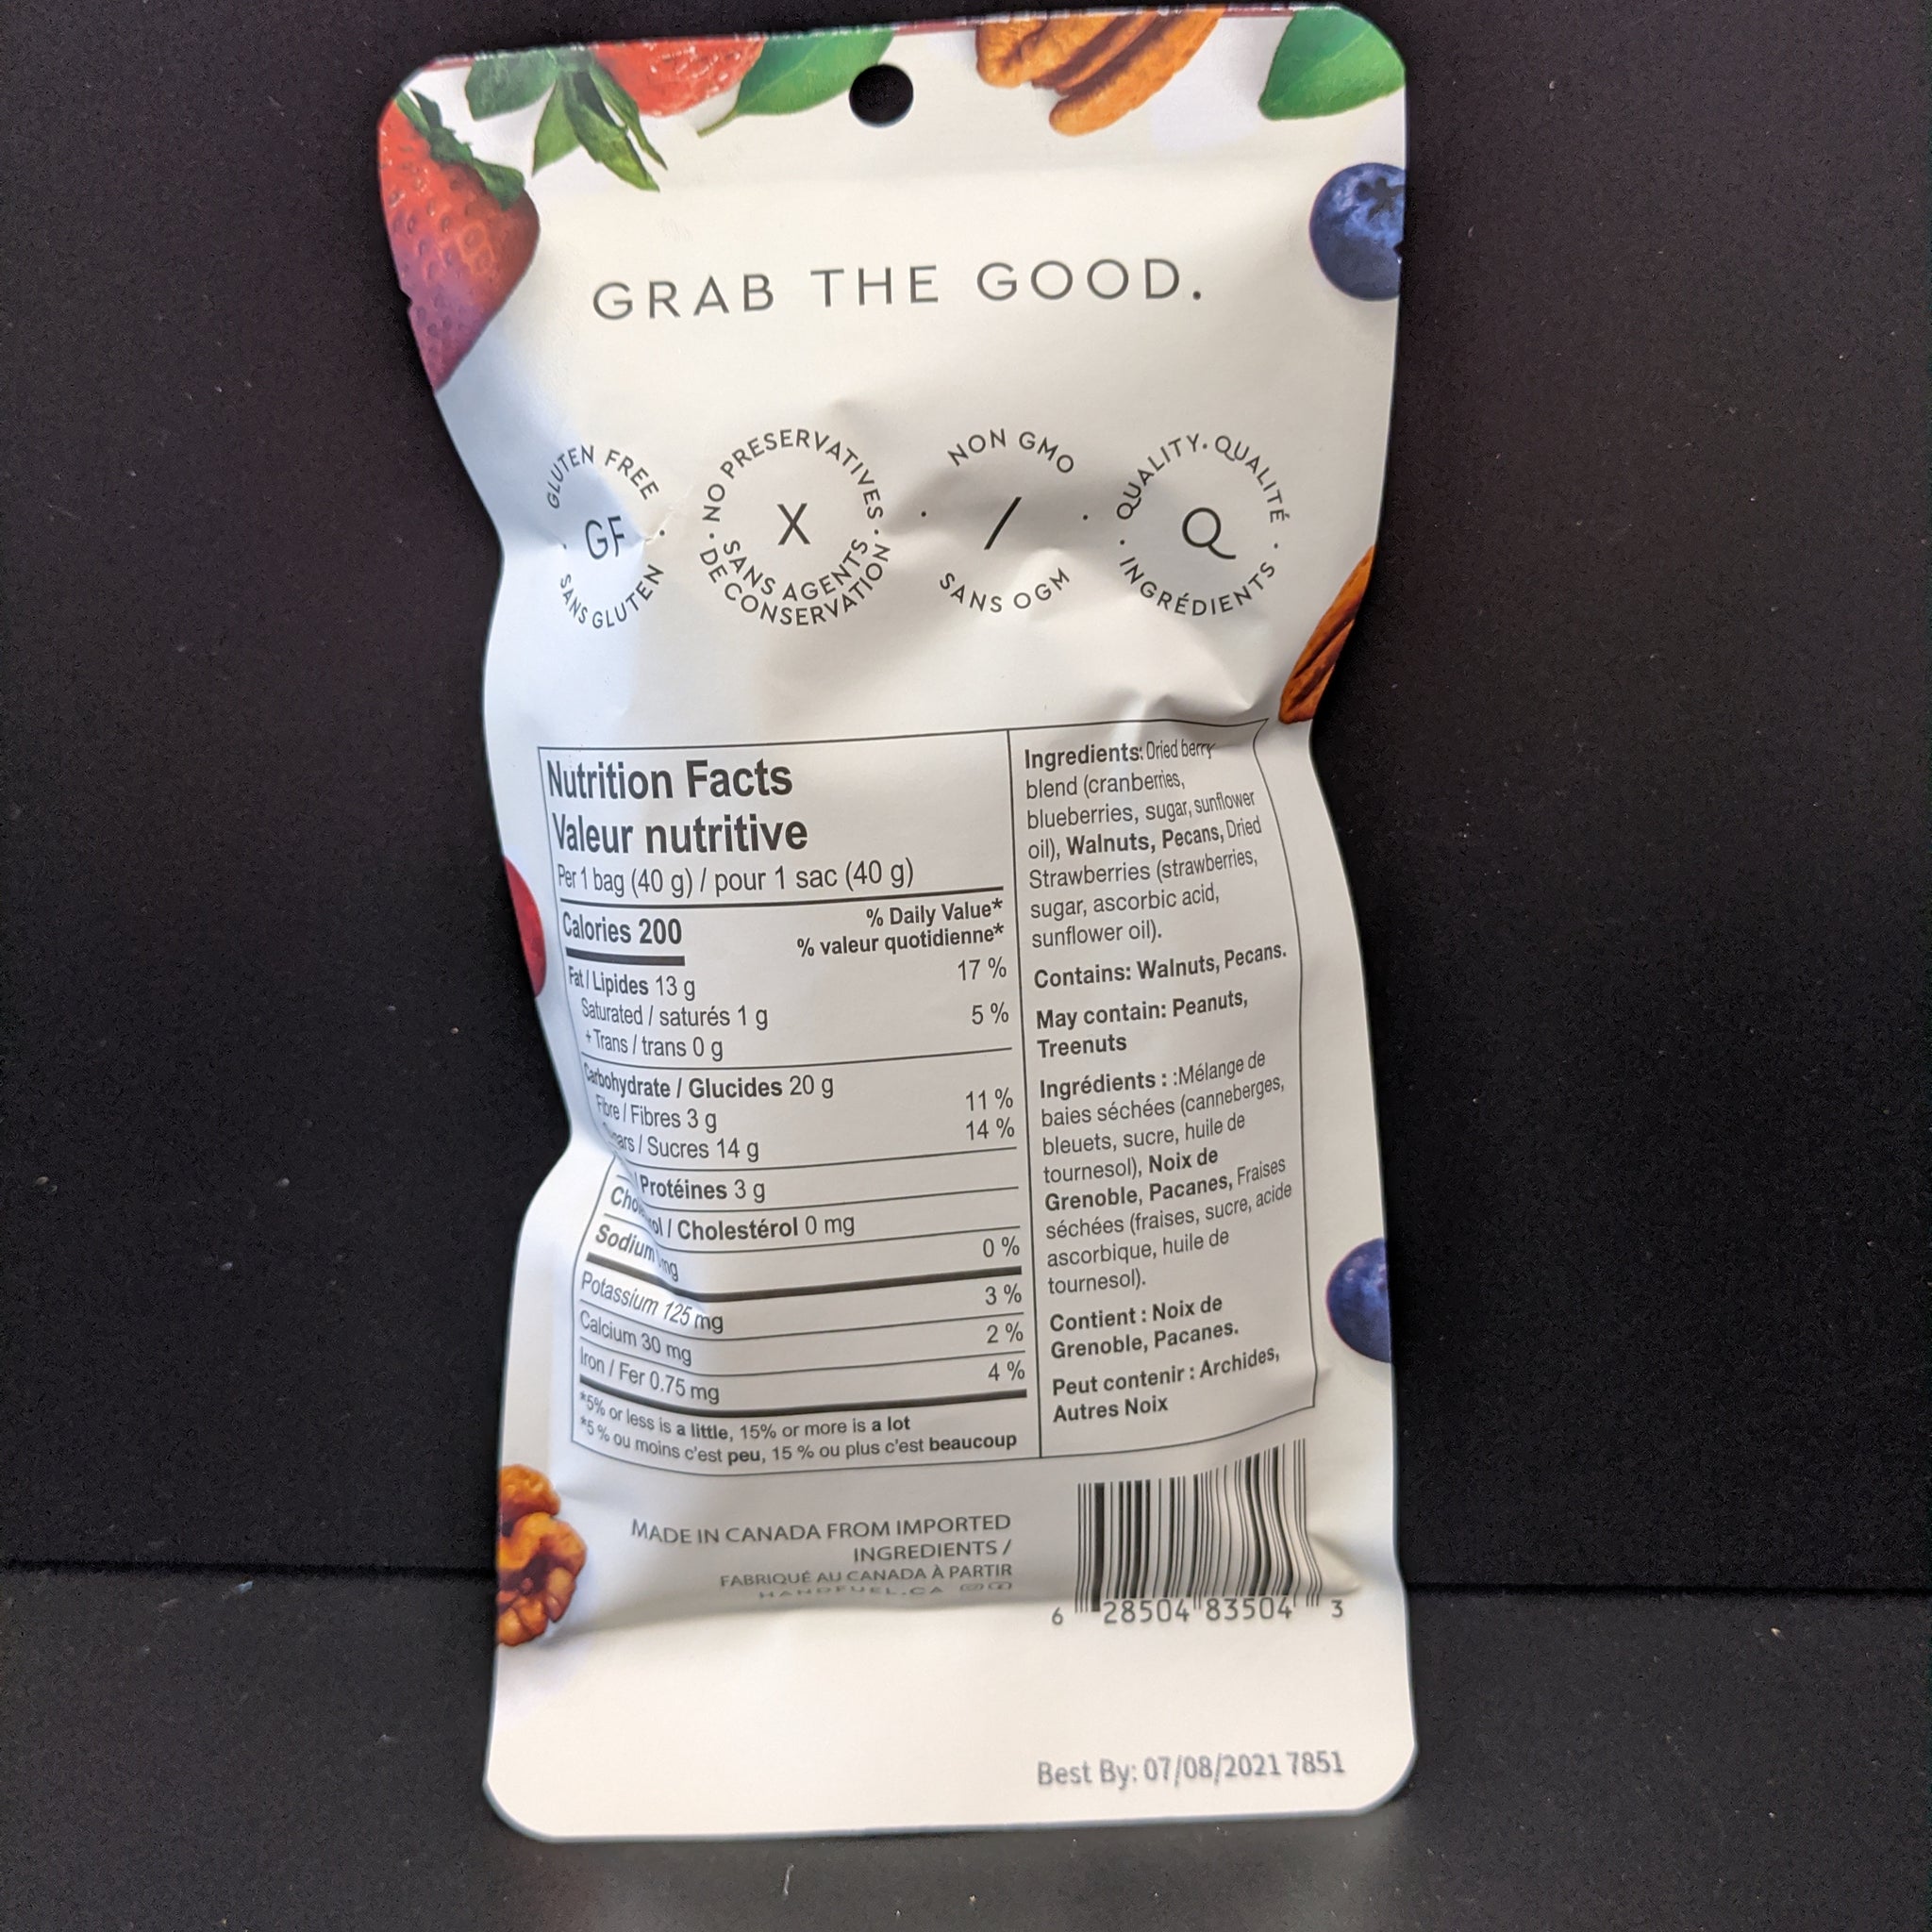 GRAB THE GOOD.
GLUTEN FREE
GF
SANS GLUTEN
NO PRESERVATIVES
X
SANS AGENTS
DE CONSERVATION
NON GMO
/
SANS OGM
QUALITY · QUALITÉ
Q
INGRÉDIENTS
Nutrition Facts
Valeur nutritive
Per 1 bag (40 g) / pour 1 sac (40 g)
Calories 200
% Daily Value*
% valeur quotidienne*
Fat / Lipides 13 g 17 %
Saturated / saturés 1 g 5 %
+ Trans / trans 0 g
Carbohydrate / Glucides 20 g
Fibre / Fibres 3 g 11 %
/ Sucres 14 g 14 %
Protéines 3 g
/ Cholestérol 0 mg
Sodium mg 0 %
Potassium 125 mg 3 %
Calcium 30 mg 2 %
Iron / Fer 0.75 mg 4 %
*5% or less is a little, 15% or more is a lot
*5 % ou moins c'est peu, 15 % ou plus c'est beaucoup
Ingredients: Dried berry
blend (cranberries,
blueberries, sugar, sunflower
oil), Walnuts, Pecans, Dried
Strawberries (strawberries,
sugar, ascorbic acid,
sunflower oil).
Contains: Walnuts, Pecans.
May contain: Peanuts,
Treenuts
Ingrédients : :Mélange de
baies séchées (canneberges,
bleuets, sucre, huile de
tournesol), Noix de
Grenoble, Pacanes, Fraises
séchées (fraises, sucre, acide
ascorbique, huile de
tournesol).
Contient : Noix de
Grenoble, Pacanes.
Peut contenir : Archides,
Autres Noix
MADE IN CANADA FROM IMPORTED
INGREDIENTS /
FABRIQUÉ AU CANADA À PARTIR
HANDFUEL.CA
6 28504 83504 3
Best By: 07/08/2021 7851